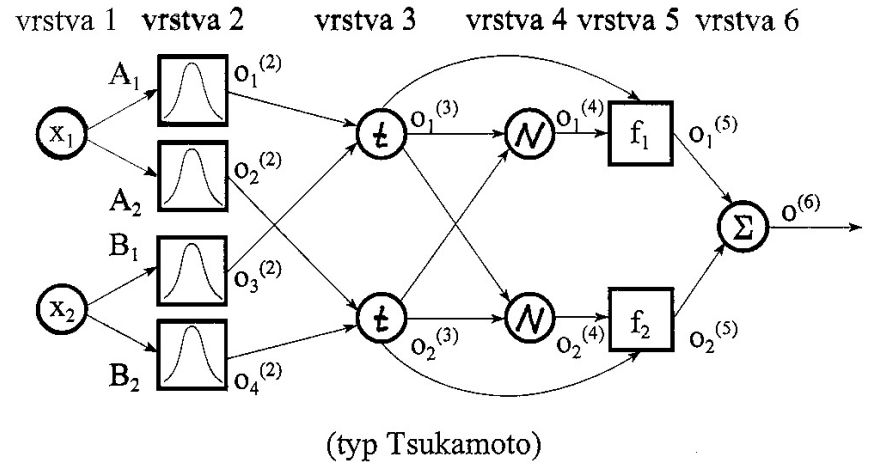 vrstva 1 vrstva 2 vrstva 3 vrstva 4 vrstva 5 vrstva 6
A₁ o₁⁽²⁾
x₁ t o₁⁽³⁾ N o₁⁽⁴⁾ f₁ o₁⁽⁵⁾
A₂ o₂⁽²⁾
Σ o⁽⁶⁾
B₁ o₃⁽²⁾
x₂ t o₂⁽³⁾ N o₂⁽⁴⁾ f₂ o₂⁽⁵⁾
B₂ o₄⁽²⁾
(typ Tsukamoto)